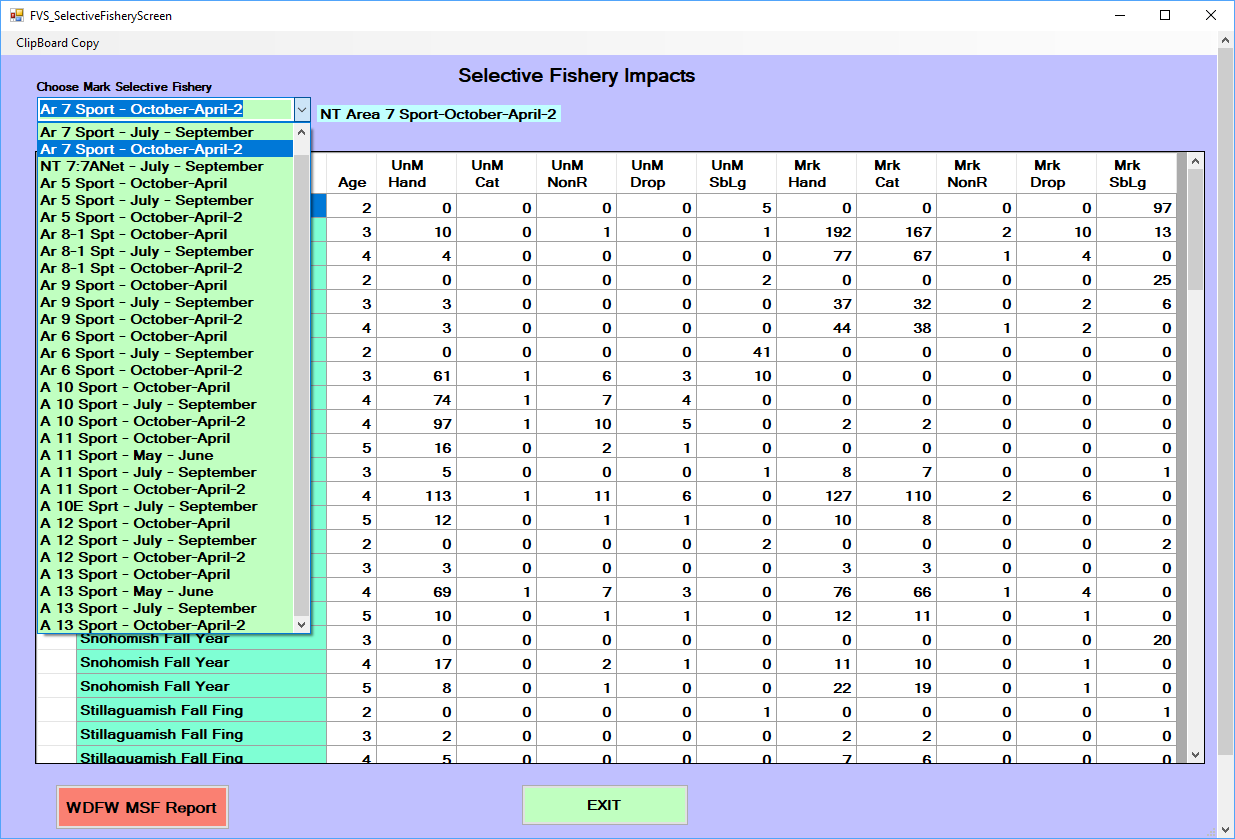 FVS_SelectiveFisheryScreen
ClipBoard Copy
Selective Fishery Impacts
Choose Mark Selective Fishery
Ar 7 Sport - October-April-2
NT Area 7 Sport-October-April-2
Ar 7 Sport - July - September
Ar 7 Sport - October-April-2
NT 7:7ANet - July - September
Ar 5 Sport - October-April
Ar 5 Sport - July - September
Ar 5 Sport - October-April-2
Ar 8-1 Spt - October-April
Ar 8-1 Spt - July - September
Ar 8-1 Spt - October-April-2
Ar 9 Sport - October-April
Ar 9 Sport - July - September
Ar 9 Sport - October-April-2
Ar 6 Sport - October-April
Ar 6 Sport - July - September
Ar 6 Sport - October-April-2
A 10 Sport - October-April
A 10 Sport - July - September
A 10 Sport - October-April-2
A 11 Sport - October-April
A 11 Sport - May - June
A 11 Sport - July - September
A 11 Sport - October-April-2
A 10E Sprt - July - September
A 12 Sport - October-April
A 12 Sport - July - September
A 12 Sport - October-April-2
A 13 Sport - October-April
A 13 Sport - May - June
A 13 Sport - July - September
A 13 Sport - October-April-2
UnM UnM UnM UnM UnM Mrk Mrk Mrk Mrk Mrk
Age Hand Cat NonR Drop SbLg Hand Cat NonR Drop SbLg
2 0 0 0 0 5 0 0 0 0 97
3 10 0 1 0 1 192 167 2 10 13
4 4 0 0 0 0 77 67 1 4 0
2 0 0 0 0 2 0 0 0 0 25
3 3 0 0 0 0 37 32 0 2 6
4 3 0 0 0 0 44 38 1 2 0
2 0 0 0 0 41 0 0 0 0 0
3 61 1 6 3 10 0 0 0 0 0
4 74 1 7 4 0 0 0 0 0 0
4 97 1 10 5 0 2 2 0 0 0
5 16 0 2 1 0 0 0 0 0 0
3 5 0 0 0 1 8 7 0 0 1
4 113 1 11 6 0 127 110 2 6 0
5 12 0 1 1 0 10 8 0 0 0
2 0 0 0 0 2 0 0 0 0 2
3 3 0 0 0 0 3 3 0 0 0
4 69 1 7 3 0 76 66 1 4 0
5 10 0 1 1 0 12 11 0 1 0
Snohomish Fall Year 3 0 0 0 0 0 0 0 0 0 20
Snohomish Fall Year 4 17 0 2 1 0 11 10 0 1 0
Snohomish Fall Year 5 8 0 1 0 0 22 19 0 1 0
Stillaguamish Fall Fing 2 0 0 0 0 1 0 0 0 0 1
Stillaguamish Fall Fing 3 2 0 0 0 0 2 2 0 0 0
Stillaguamish Fall Fing 4 5 0 0 0 0 7 6 0 0 0
WDFW MSF Report
EXIT